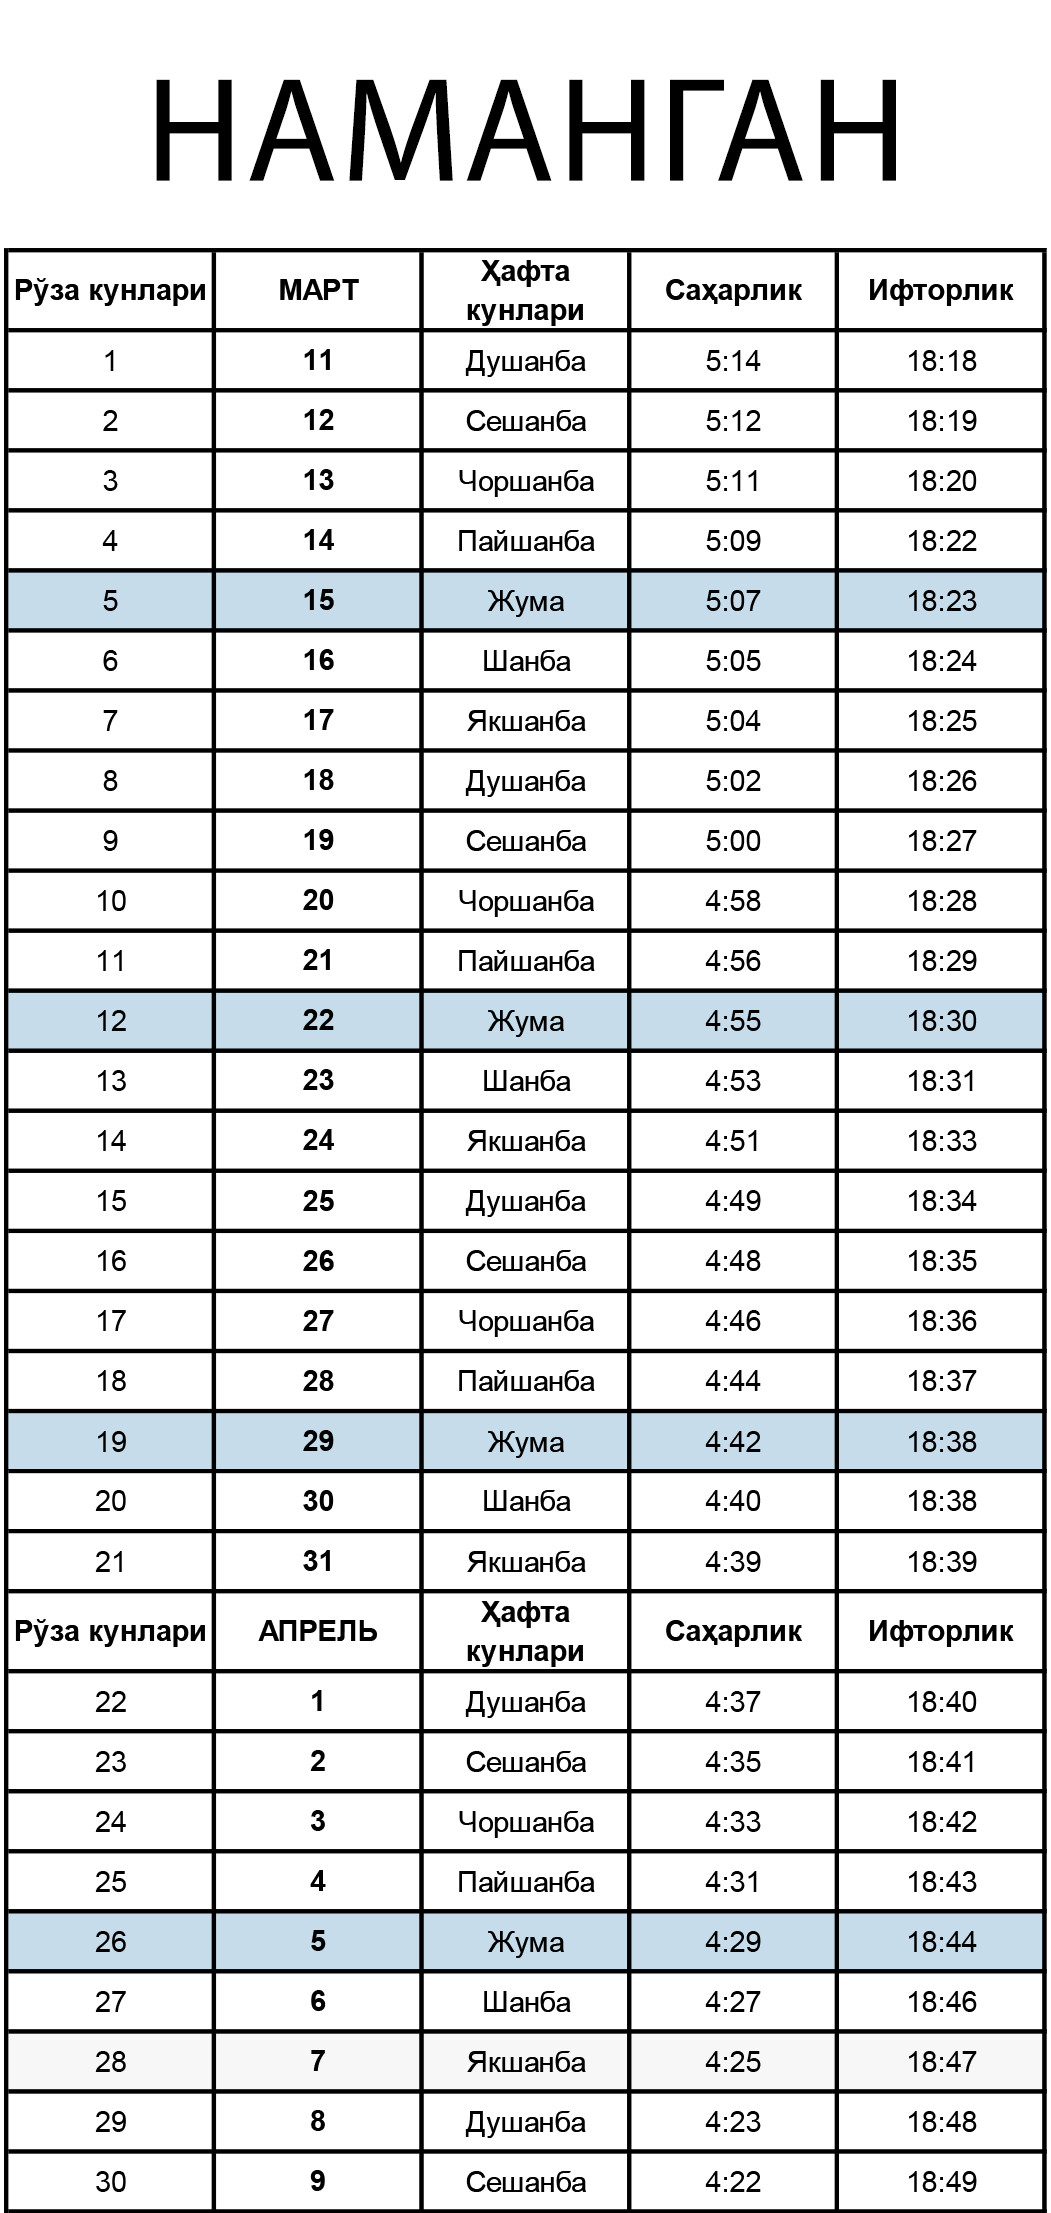 НАМАНГАН
Рўза кунлари МАРТ Ҳафта кунлари Саҳарлик Ифторлик
1 11 Душанба 5:14 18:18
2 12 Сешанба 5:12 18:19
3 13 Чоршанба 5:11 18:20
4 14 Пайшанба 5:09 18:22
5 15 Жума 5:07 18:23
6 16 Шанба 5:05 18:24
7 17 Якшанба 5:04 18:25
8 18 Душанба 5:02 18:26
9 19 Сешанба 5:00 18:27
10 20 Чоршанба 4:58 18:28
11 21 Пайшанба 4:56 18:29
12 22 Жума 4:55 18:30
13 23 Шанба 4:53 18:31
14 24 Якшанба 4:51 18:33
15 25 Душанба 4:49 18:34
16 26 Сешанба 4:48 18:35
17 27 Чоршанба 4:46 18:36
18 28 Пайшанба 4:44 18:37
19 29 Жума 4:42 18:38
20 30 Шанба 4:40 18:38
21 31 Якшанба 4:39 18:39
Рўза кунлари АПРЕЛЬ Ҳафта кунлари Саҳарлик Ифторлик
22 1 Душанба 4:37 18:40
23 2 Сешанба 4:35 18:41
24 3 Чоршанба 4:33 18:42
25 4 Пайшанба 4:31 18:43
26 5 Жума 4:29 18:44
27 6 Шанба 4:27 18:46
28 7 Якшанба 4:25 18:47
29 8 Душанба 4:23 18:48
30 9 Сешанба 4:22 18:49